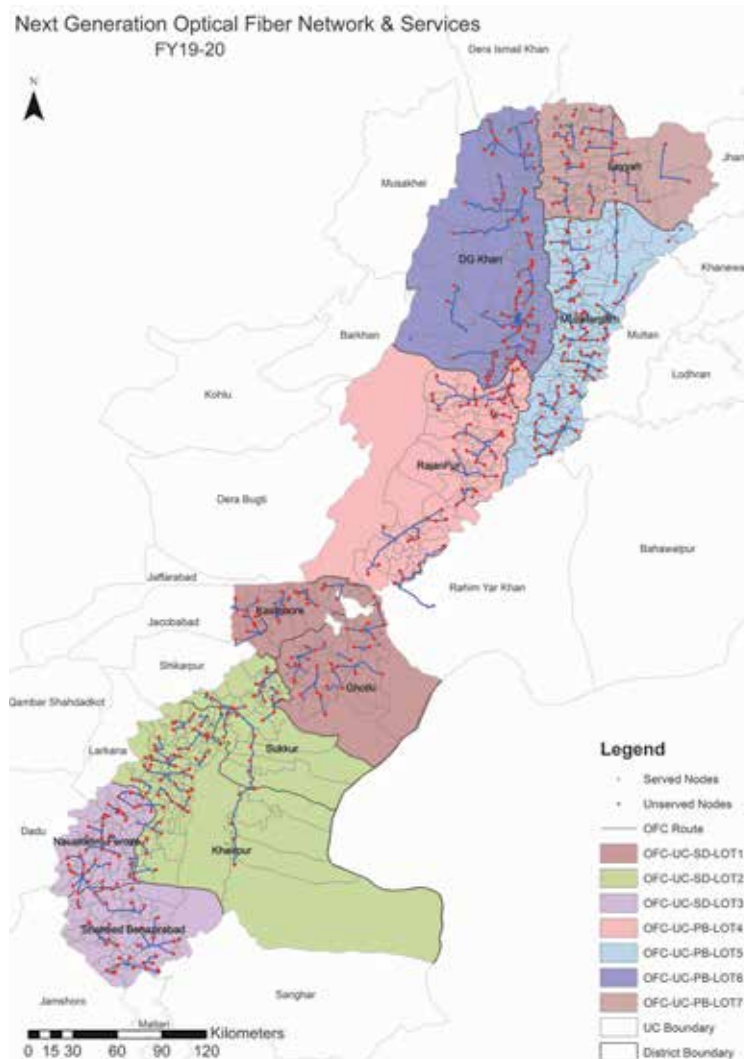 Next Generation Optical Fiber Network & Services
FY19-20
Dera Ismail Khan
N
Layyah
Musakhel
DG Khan
Khanewal
Muzaffargarh
Multan
Barkhan
Lodhran
Kohlu
RajanPur
Dera Bugti
Bahawalpur
Jaffarabad
Rahim Yar Khan
Kashmore
Jacobabad
Shikarpur
Ghotki
Qambar Shahdadkot
Sukkur
Larkana
Legend
Served Nodes
Unserved Nodes
Dadu
Naushahro Feroze
OFC Route
Khairpur
OFC-UC-SD-LOT1
OFC-UC-SD-LOT2
OFC-UC-SD-LOT3
OFC-UC-PB-LOT4
Shaheed Benazirabad
OFC-UC-PB-LOT5
OFC-UC-PB-LOT6
Jamshoro
Sanghar
OFC-UC-PB-LOT7
Matiari
UC Boundary
Kilometers
0 15 30 60 90 120
District Boundary